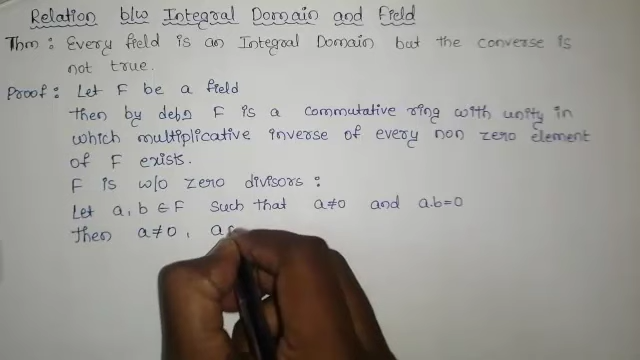 Relation b/w Integral Domain and Field
Thm : Every field is an Integral Domain but the converse is
not true.
Proof : Let F be a field
then by defn F is a commutative ring with unity in
which multiplicative inverse of every non zero element
of F exists.
F is w/o zero divisors :
Let a, b ∈ F such that a≠0 and a.b=0
Then a≠0, a